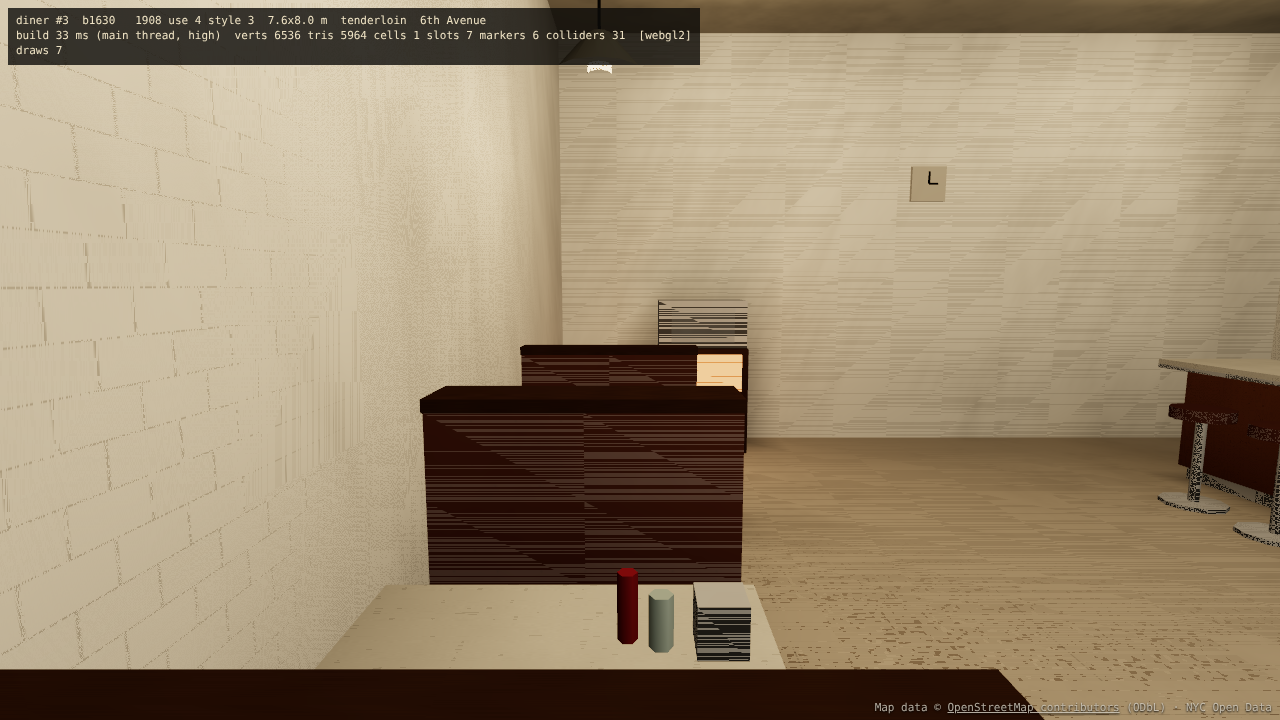 diner #3  b1630   1908 use 4 style 3  7.6x8.0 m  tenderloin  6th Avenue
build 33 ms (main thread, high)  verts 6536 tris 5964 cells 1 slots 7 markers 6 colliders 31  [webgl2]
draws 7
Map data © OpenStreetMap contributors (ODbL) - NYC Open Data